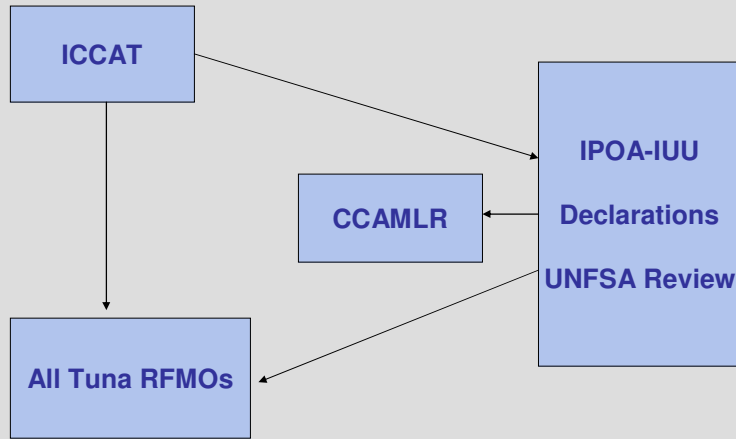 ICCAT
IPOA-IUU
Declarations
UNFSA Review
CCAMLR
All Tuna RFMOs